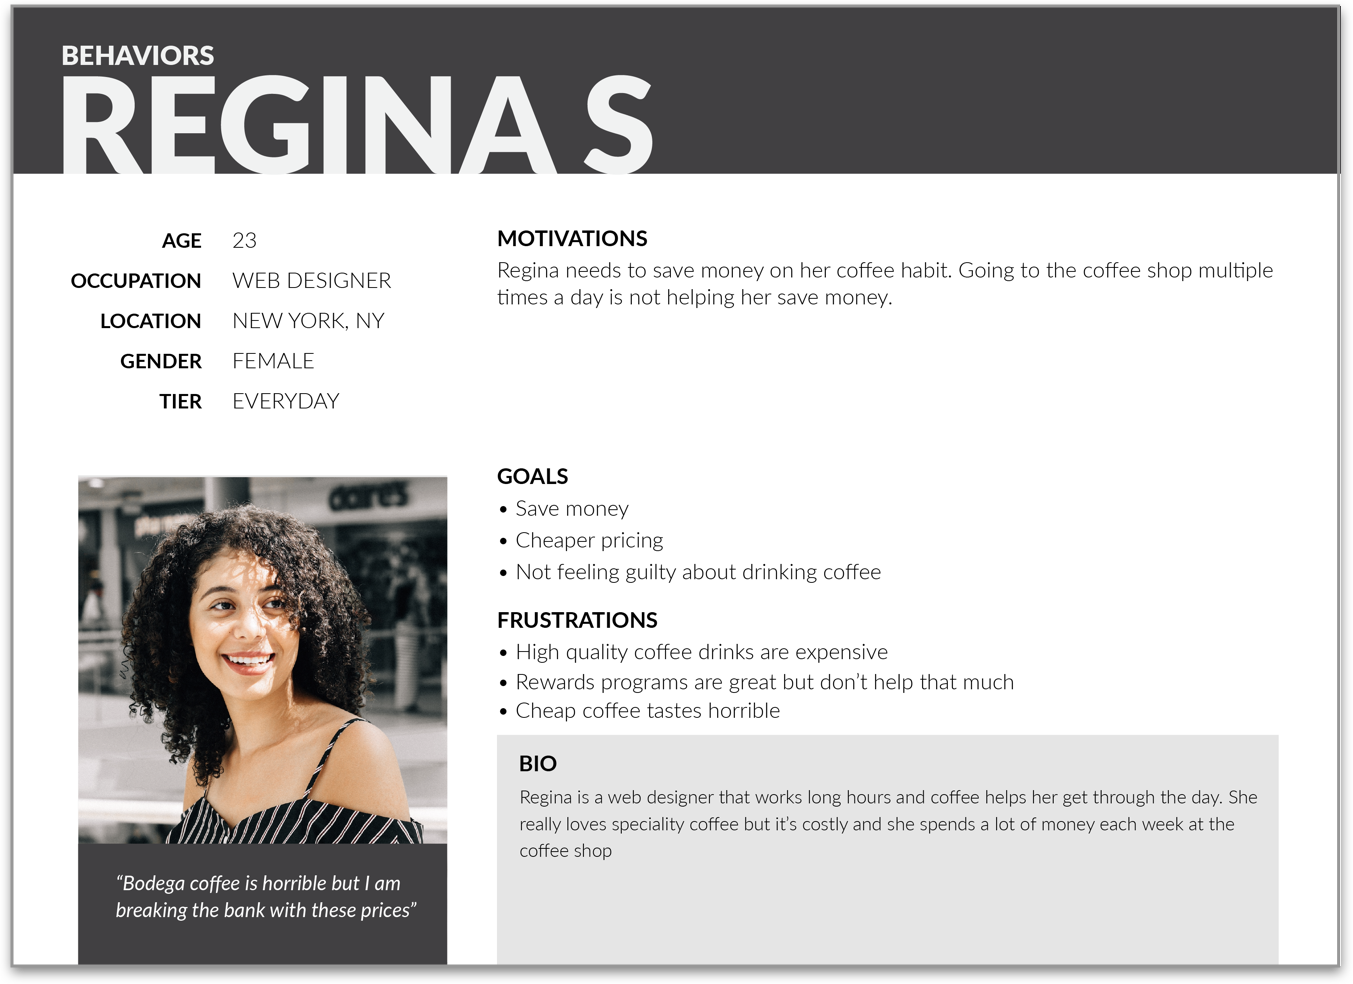 BEHAVIORS
REGINA S
AGE 23
OCCUPATION WEB DESIGNER
LOCATION NEW YORK, NY
GENDER FEMALE
TIER EVERYDAY
MOTIVATIONS
Regina needs to save money on her coffee habit. Going to the coffee shop multiple
times a day is not helping her save money.
claire's
“Bodega coffee is horrible but I am
breaking the bank with these prices”
GOALS
• Save money
• Cheaper pricing
• Not feeling guilty about drinking coffee
FRUSTRATIONS
• High quality coffee drinks are expensive
• Rewards programs are great but don’t help that much
• Cheap coffee tastes horrible
BIO
Regina is a web designer that works long hours and coffee helps her get through the day. She
really loves speciality coffee but it’s costly and she spends a lot of money each week at the
coffee shop